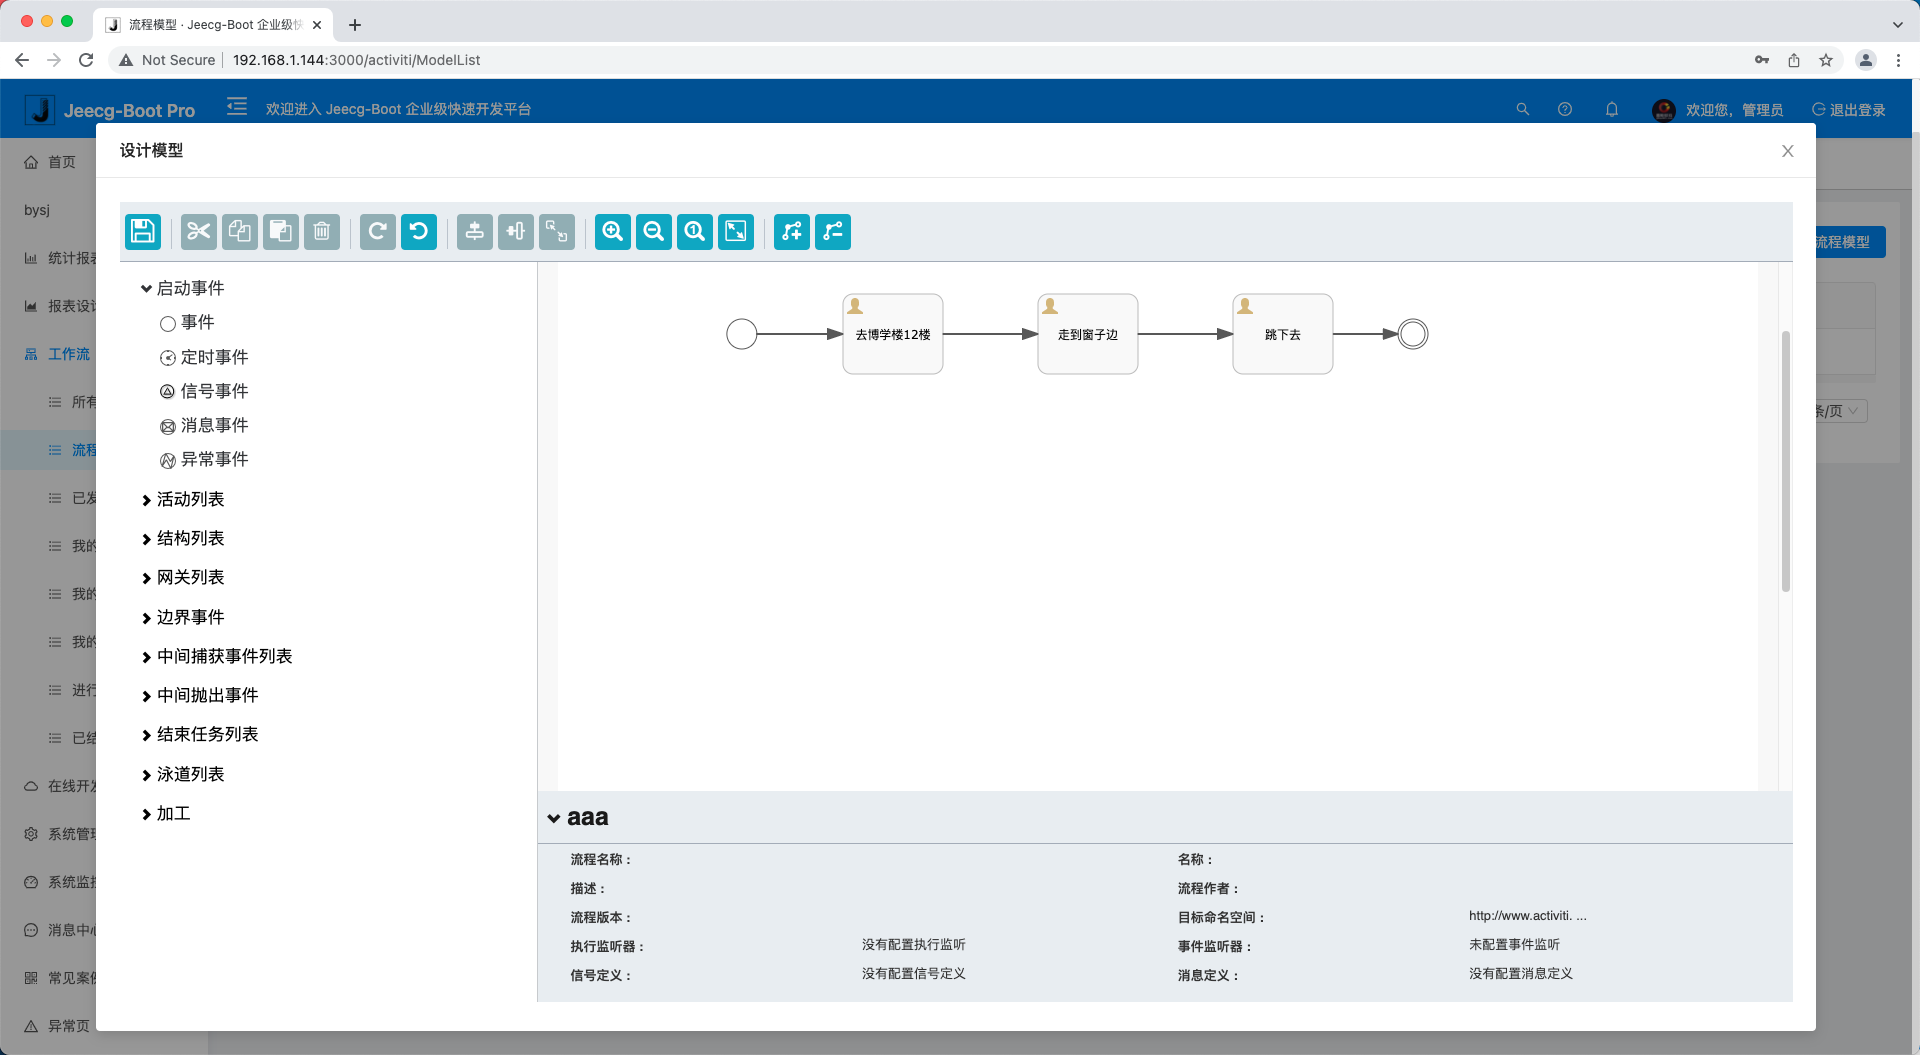 流程模型 · Jeecg-Boot 企业级快
Not Secure
192.168.1.144:3000/activiti/ModelList
Jeecg-Boot Pro
欢迎进入 Jeecg-Boot 企业级快速开发平台
欢迎您，管理员
退出登录
首页
bysj
统计报表
报表设计
工作流
所有
流程
已发
我的
我的
我的
进行
已结
在线开发
系统管理
系统监控
消息中心
常见案例
异常页
流程模型
条/页
设计模型
启动事件
事件
定时事件
信号事件
消息事件
异常事件
活动列表
结构列表
网关列表
边界事件
中间捕获事件列表
中间抛出事件
结束任务列表
泳道列表
加工
去博学楼12楼
走到窗子边
跳下去
aaa
流程名称 :
名称 :
描述 :
流程作者 :
流程版本 :
目标命名空间 :
http://www.activiti. ...
执行监听器 :
没有配置执行监听
事件监听器 :
未配置事件监听
信号定义 :
没有配置信号定义
消息定义 :
没有配置消息定义